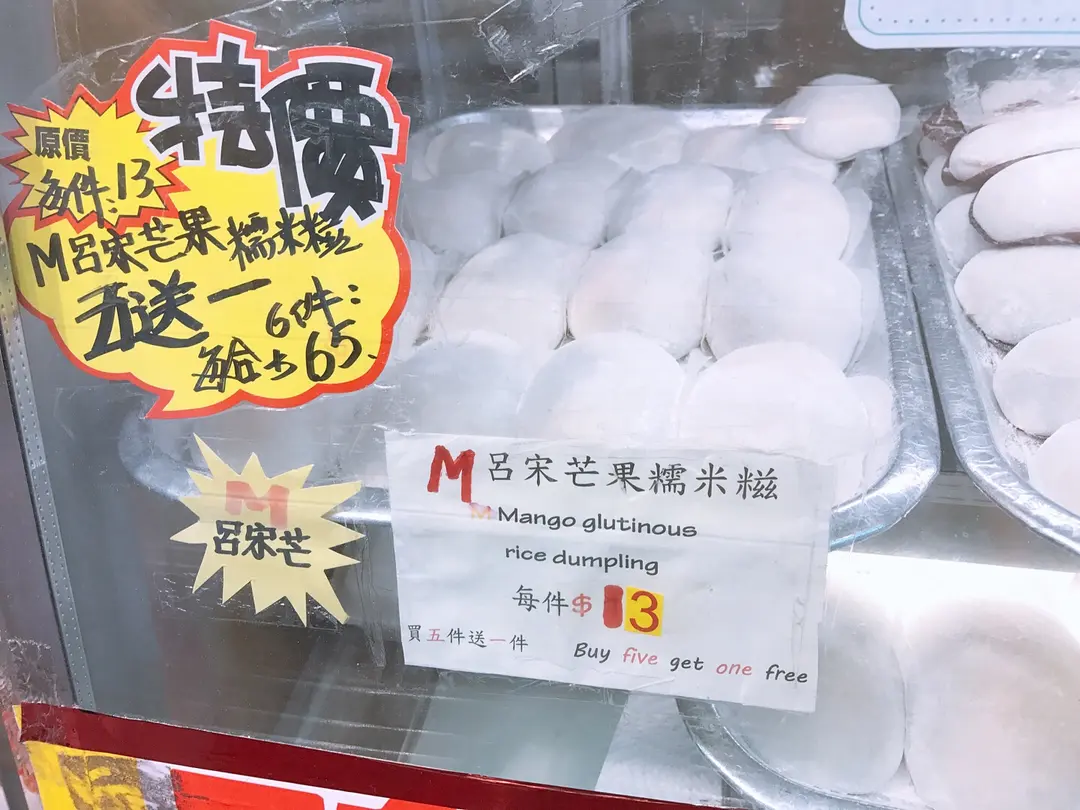 特價
原價
每件:13
M呂宋芒果糯米糍
五送一
6件:
65
M
呂宋芒
M呂宋芒果糯米糍
M Mango glutinous
rice dumpling
每件$13
買五件送一件
Buy five get one free